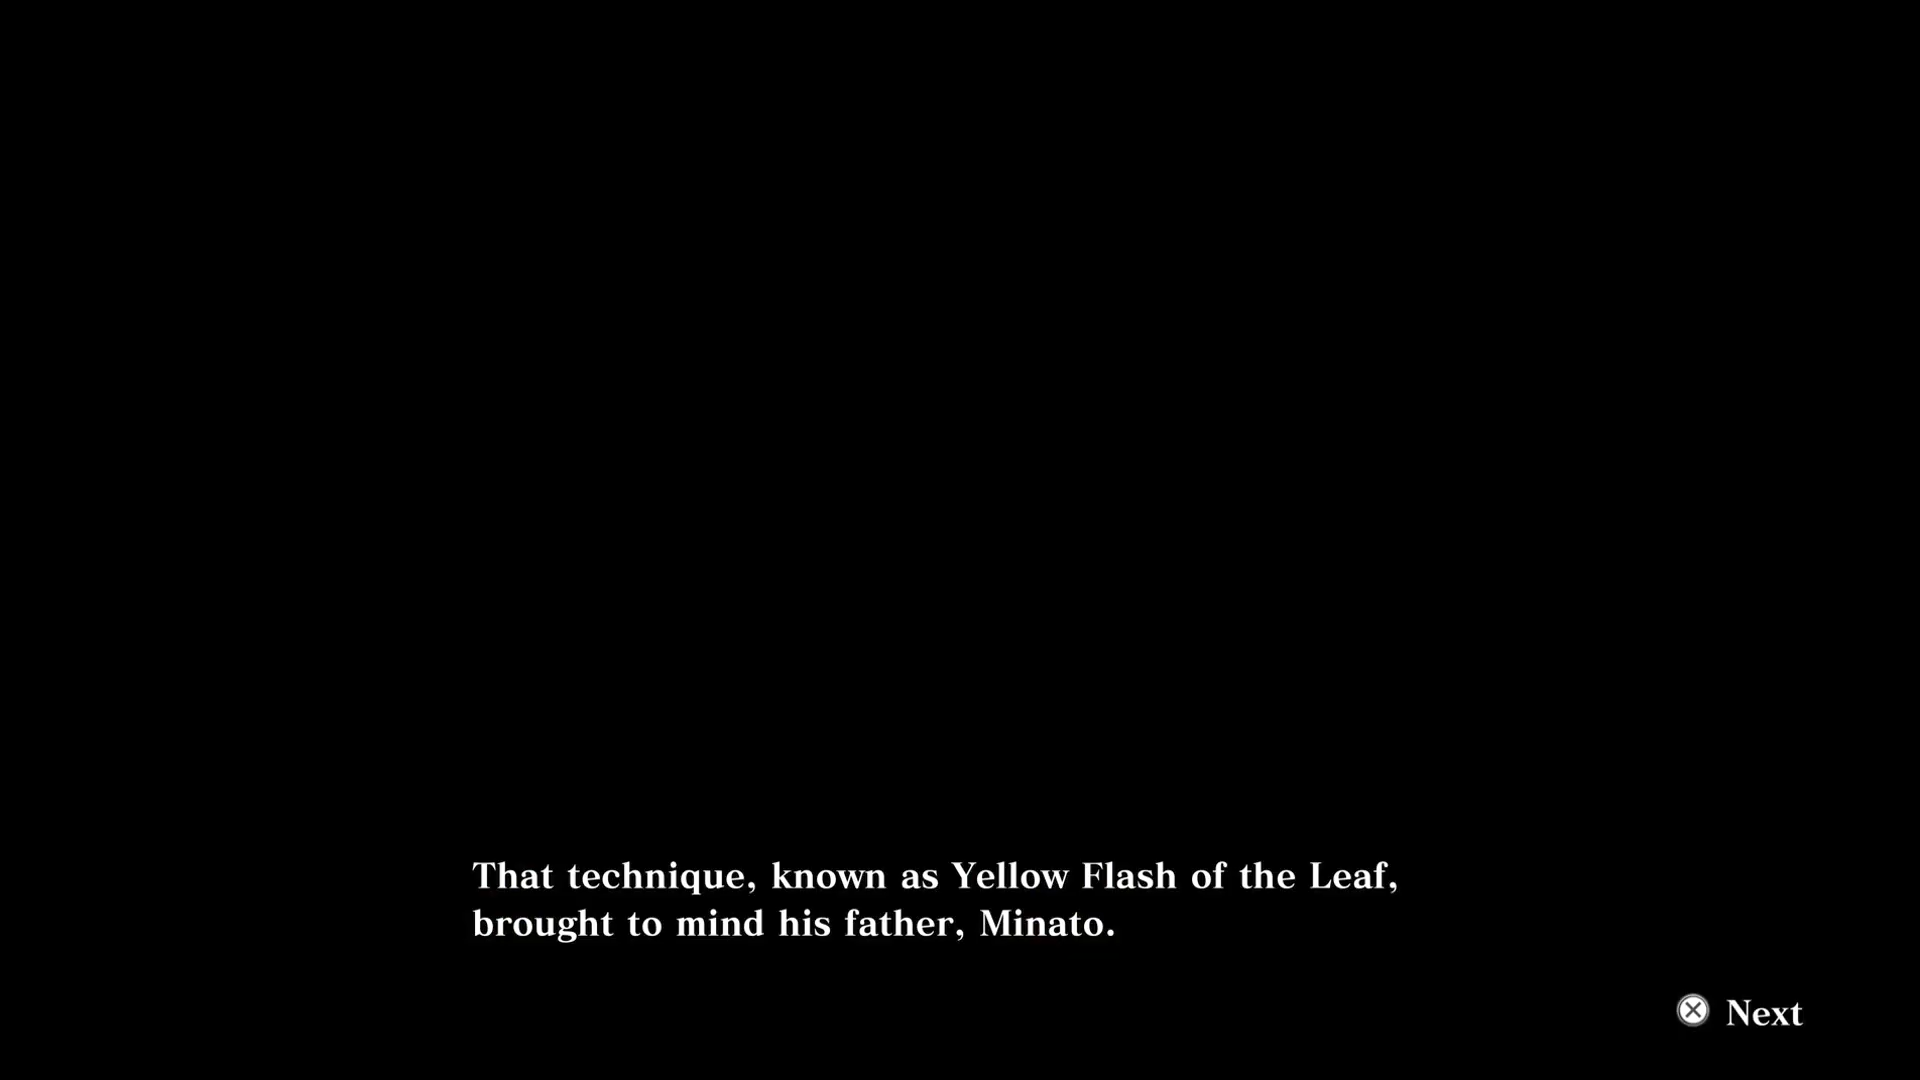 That technique, known as Yellow Flash of the Leaf,
brought to mind his father, Minato.
Next